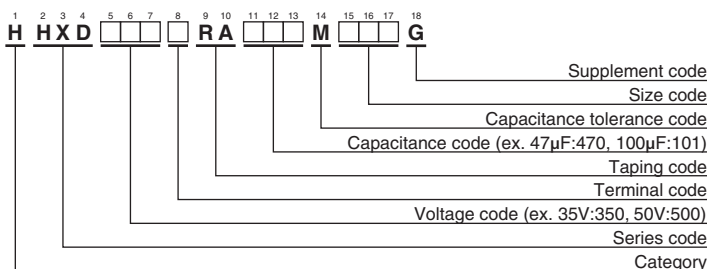 1 2 3 4 5 6 7 8 9 10 11 12 13 14 15 16 17 18
H HXD □□□ □ RA □□□ M □□□ G
Supplement code
Size code
Capacitance tolerance code
Capacitance code (ex. 47µF:470, 100µF:101)
Taping code
Terminal code
Voltage code (ex. 35V:350, 50V:500)
Series code
Category